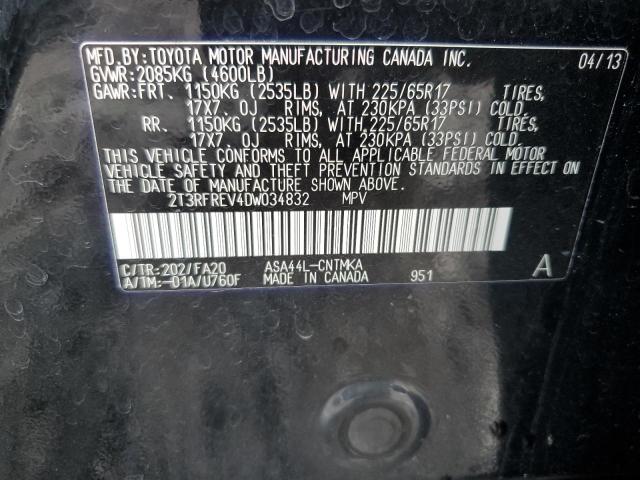 MFD.BY:TOYOTA MOTOR MANUFACTURING CANADA INC. 04/13
GVWR:2085KG (4600LB)
GAWR:FRT. 1150KG (2535LB) WITH 225/65R17 TIRES,
17X7.0J RIMS, AT 230KPA (33PSI) COLD.
RR. 1150KG (2535LB) WITH 225/65R17 TIRES,
17X7.0J RIMS, AT 230KPA (33PSI) COLD.
THIS VEHICLE CONFORMS TO ALL APPLICABLE FEDERAL MOTOR
VEHICLE SAFETY AND THEFT PREVENTION STANDARDS IN EFFECT ON
THE DATE OF MANUFACTURE SHOWN ABOVE.
2T3RFREV4DW034832 MPV
C/TR:202/FA20 ASA44L-CNTMKA A
A/TM:-01A/U760F MADE IN CANADA 951